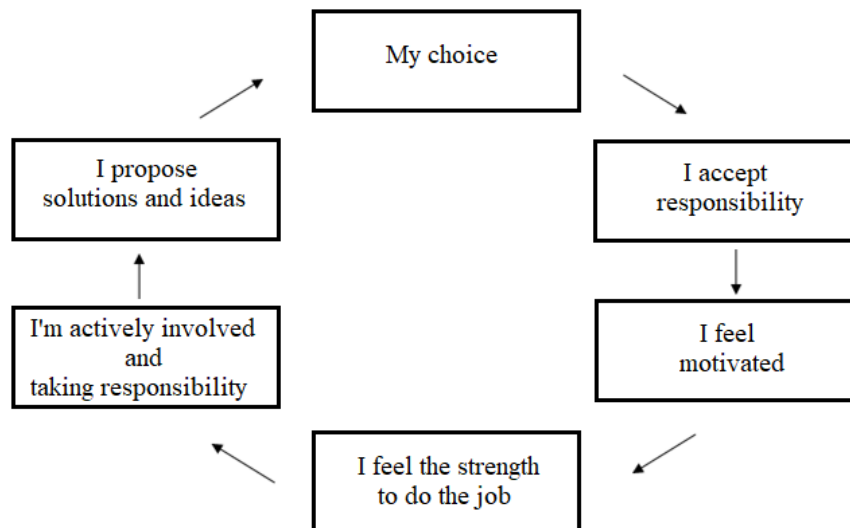 My choice
I accept
responsibility
I feel
motivated
I feel the strength
to do the job
I'm actively involved
and
taking responsibility
I propose
solutions and ideas